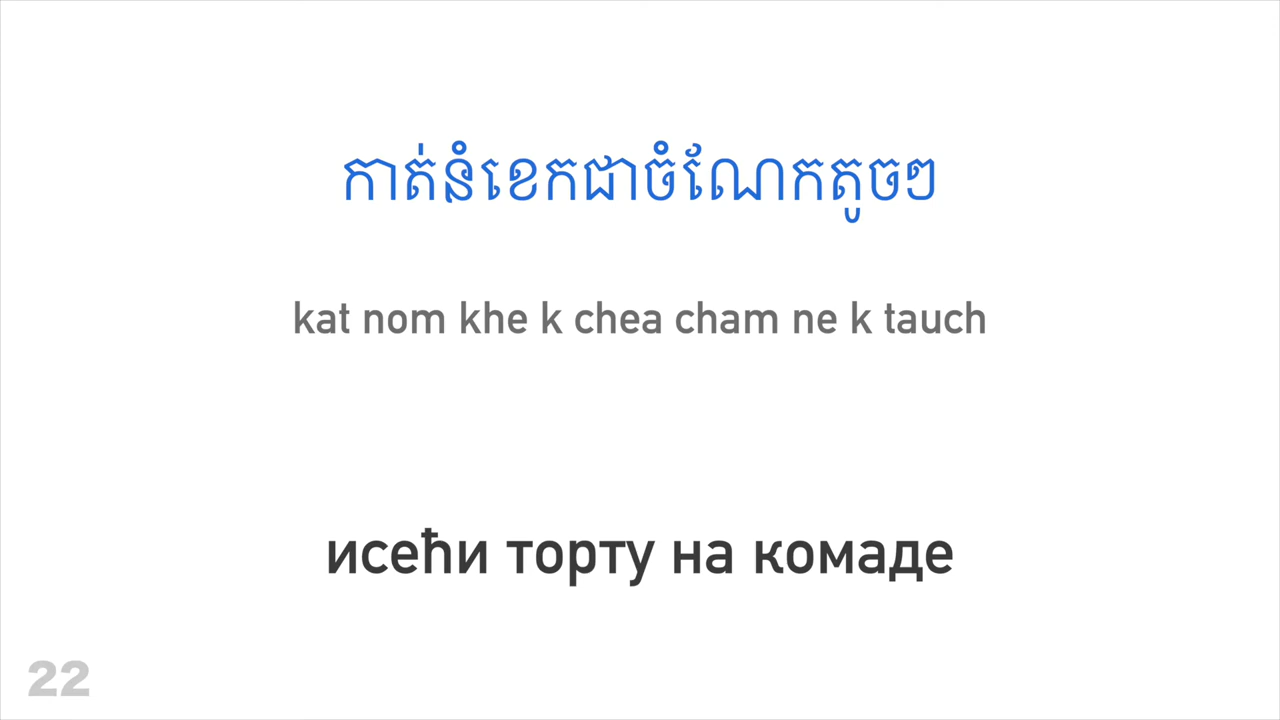 កាត់នំខេកជាចំណែកតូចៗ
kat nom khe k chea cham ne k tauch
исећи торту на комаде
22